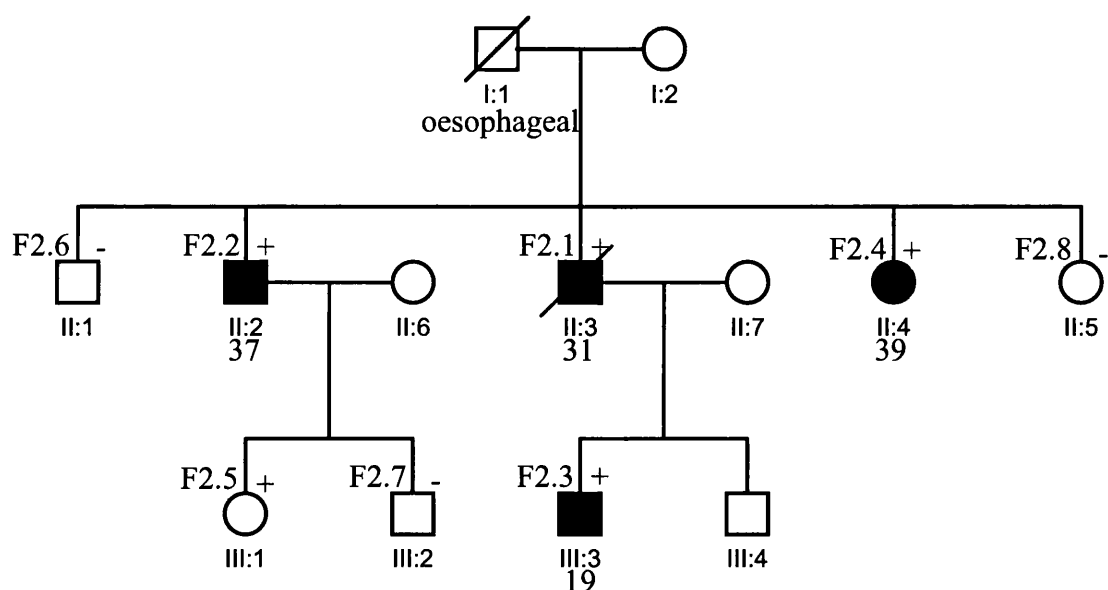 I:1 I:2
oesophageal
F2.6 - F2.2 + F2.1 + F2.4 + F2.8 -
II:1 II:2 II:6 II:3 II:7 II:4 II:5
37 31 39
F2.5 + F2.7 - F2.3 +
III:1 III:2 III:3 III:4
19